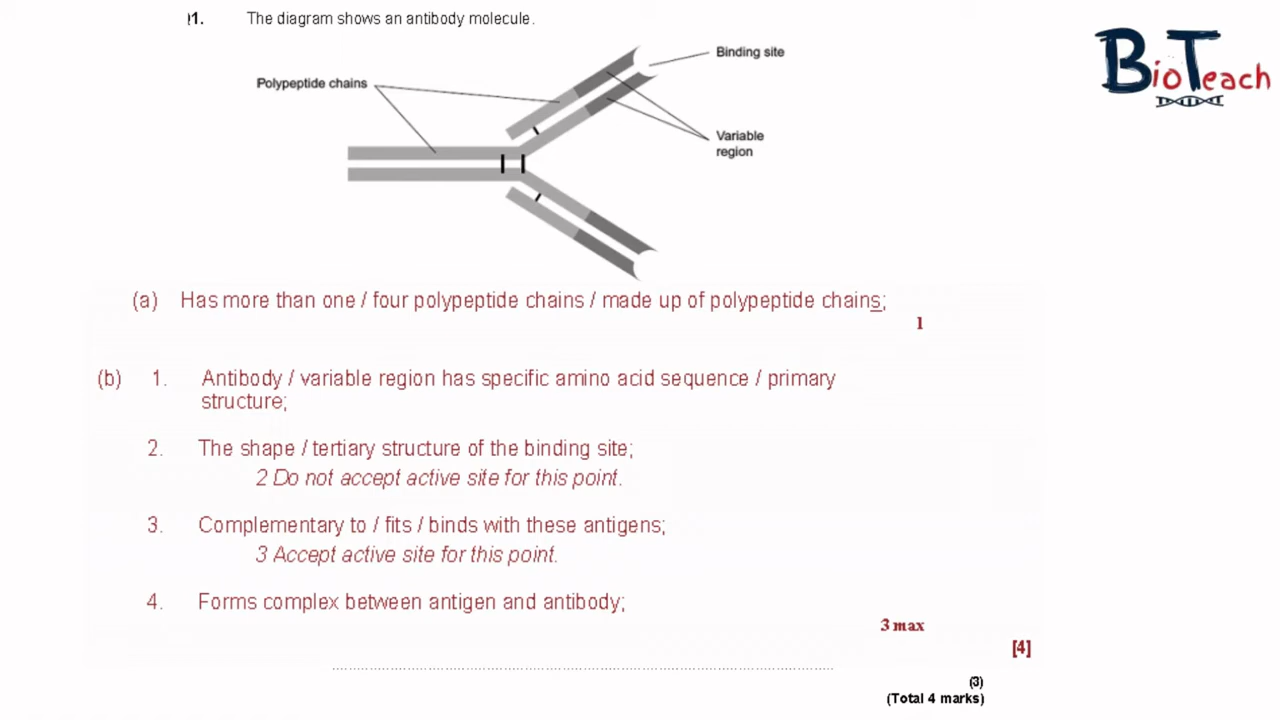 1. The diagram shows an antibody molecule.
BioTeach
Binding site
Polypeptide chains
Variable
region
(a) Has more than one / four polypeptide chains / made up of polypeptide chains;
1
(b) 1. Antibody / variable region has specific amino acid sequence / primary
structure;
2. The shape / tertiary structure of the binding site;
2 Do not accept active site for this point.
3. Complementary to / fits / binds with these antigens;
3 Accept active site for this point.
4. Forms complex between antigen and antibody;
3 max
[4]
(3)
(Total 4 marks)